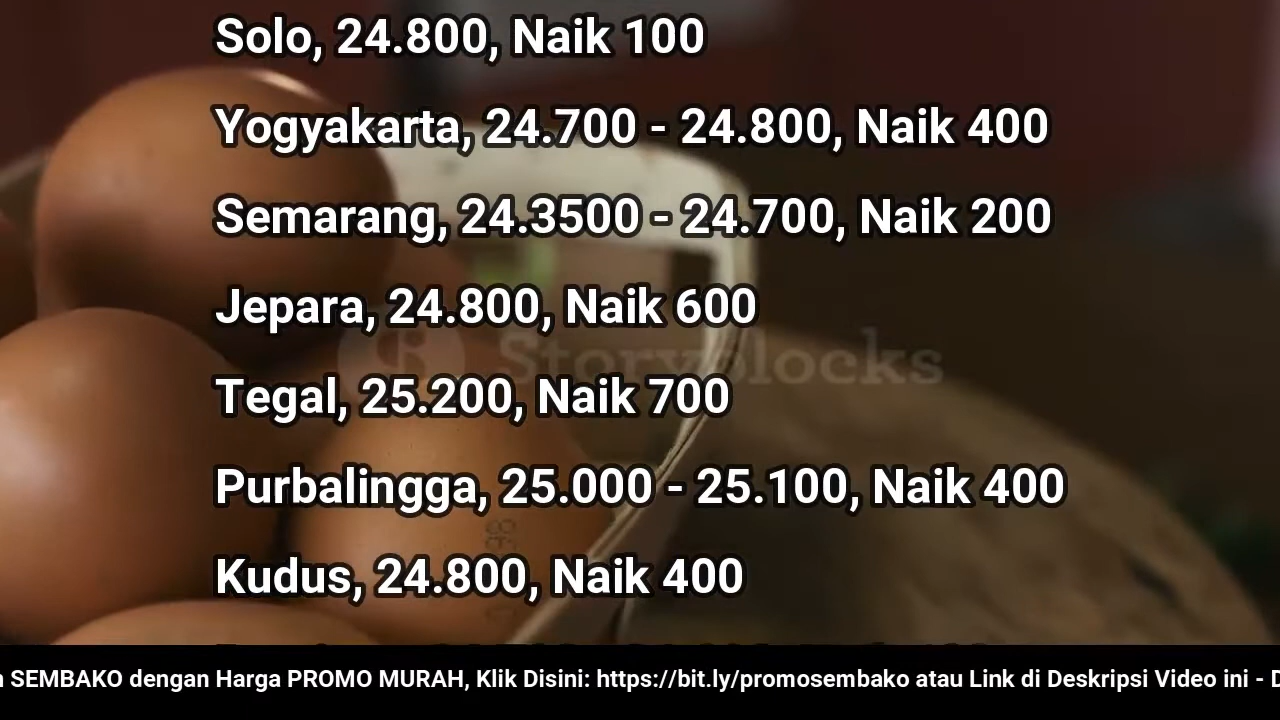 Solo, 24.800, Naik 100
Yogyakarta, 24.700 - 24.800, Naik 400
Semarang, 24.3500 - 24.700, Naik 200
Jepara, 24.800, Naik 600
Storyblocks
Tegal, 25.200, Naik 700
Purbalingga, 25.000 - 25.100, Naik 400
Kudus, 24.800, Naik 400
SEMBAKO dengan Harga PROMO MURAH, Klik Disini: https://bit.ly/promosembako atau Link di Deskripsi Video ini -